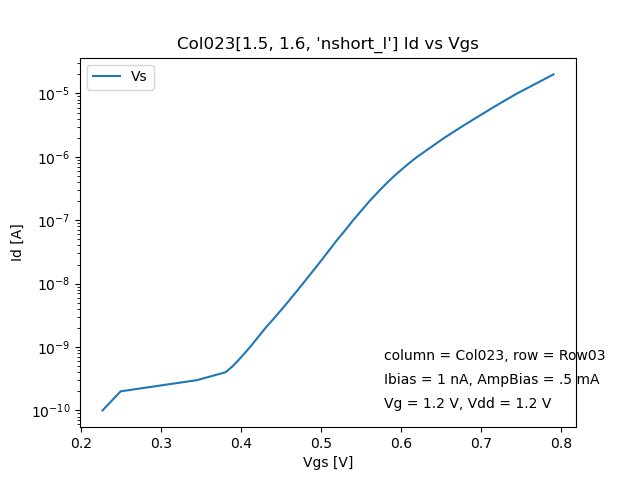 Col023[1.5, 1.6, 'nshort_l'] Id vs Vgs
Vs
10⁻⁵
10⁻⁶
10⁻⁷
10⁻⁸
10⁻⁹
10⁻¹⁰
Id [A]
column = Col023, row = Row03
Ibias = 1 nA, AmpBias = .5 mA
Vg = 1.2 V, Vdd = 1.2 V
0.2 0.3 0.4 0.5 0.6 0.7 0.8
Vgs [V]